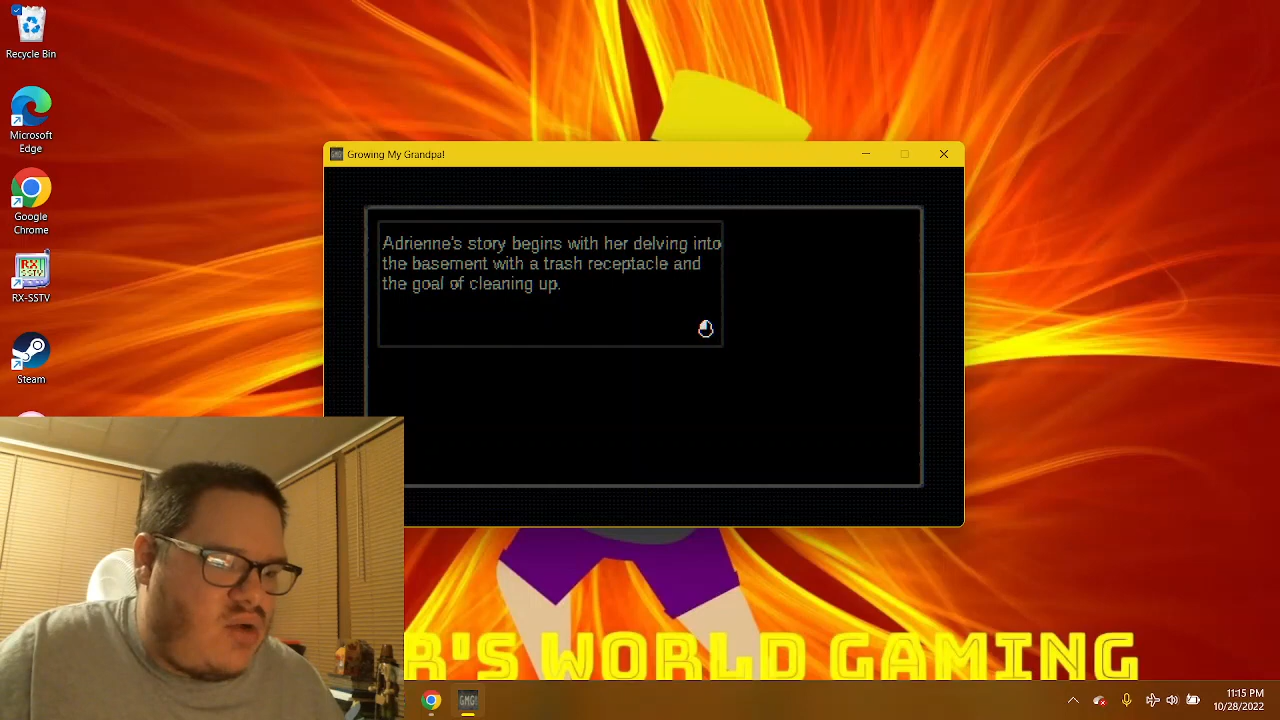 Recycle Bin
Microsoft
Edge
Google
Chrome
RX-SSTV
Steam
Growing My Grandpa!
Adrienne's story begins with her delving into
the basement with a trash receptacle and
the goal of cleaning up.
R'S WORLD GAMING
GMG!
11:15 PM
10/28/2022